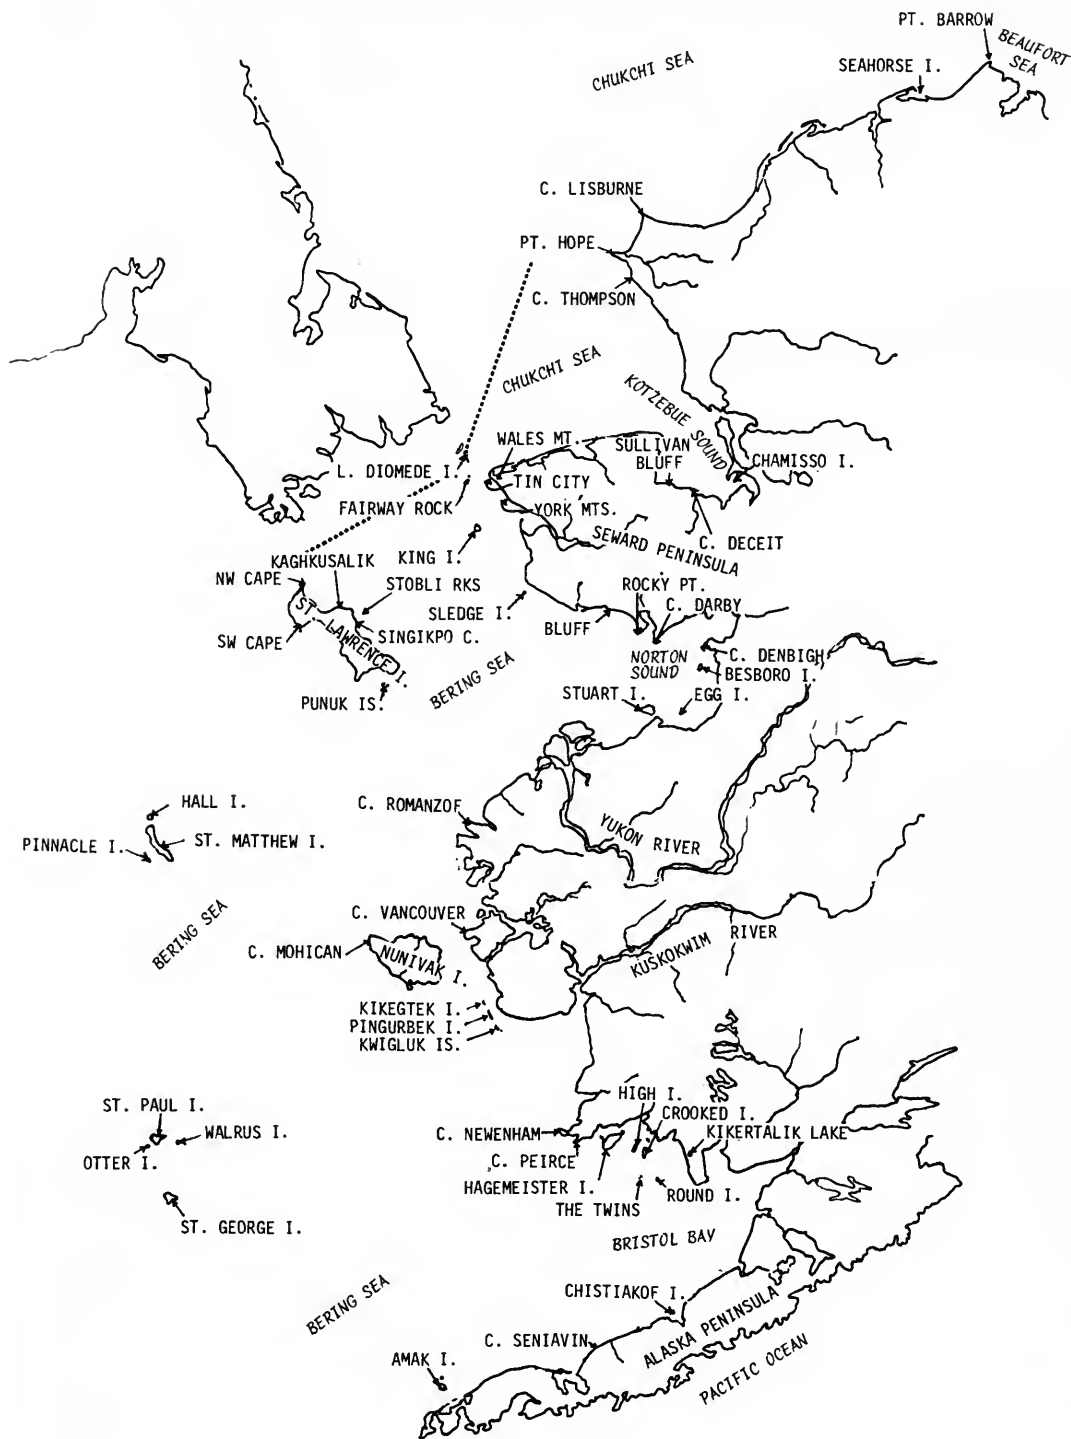 PT. BARROW
BEAUFORT
SEA
CHUKCHI SEA
SEAHORSE I.
C. LISBURNE
PT. HOPE
C. THOMPSON
CHUKCHI SEA
KOTZEBUE SOUND
WALES MT.
SULLIVAN
BLUFF
CHAMISSO I.
L. DIOMEDE I.
TIN CITY
FAIRWAY ROCK
YORK MTS.
C. DECEIT
SEWARD PENINSULA
KING I.
KAGHKUSALIK
NW CAPE
STOBLI RKS
ROCKY PT.
C. DARBY
SLEDGE I.
ST. LAWRENCE I.
SINGIKPO C.
BLUFF
SW CAPE
NORTON
SOUND
C. DENBIGH
BESBORO I.
BERING SEA
PUNUK IS.
STUART I.
EGG I.
HALL I.
C. ROMANZOF
PINNACLE I.
ST. MATTHEW I.
YUKON RIVER
C. VANCOUVER
BERING SEA
C. MOHICAN
NUNIVAK I.
KUSKOKWIM RIVER
KIKEGTEK I.
PINGURBEK I.
KWIGLUK IS.
HIGH I.
ST. PAUL I.
CROOKED I.
WALRUS I.
C. NEWENHAM
KIKERTALIK LAKE
OTTER I.
C. PEIRCE
HAGEMEISTER I.
ROUND I.
THE TWINS
ST. GEORGE I.
BRISTOL BAY
BERING SEA
CHISTIAKOF I.
C. SENIAVIN
ALASKA PENINSULA
AMAK I.
PACIFIC OCEAN